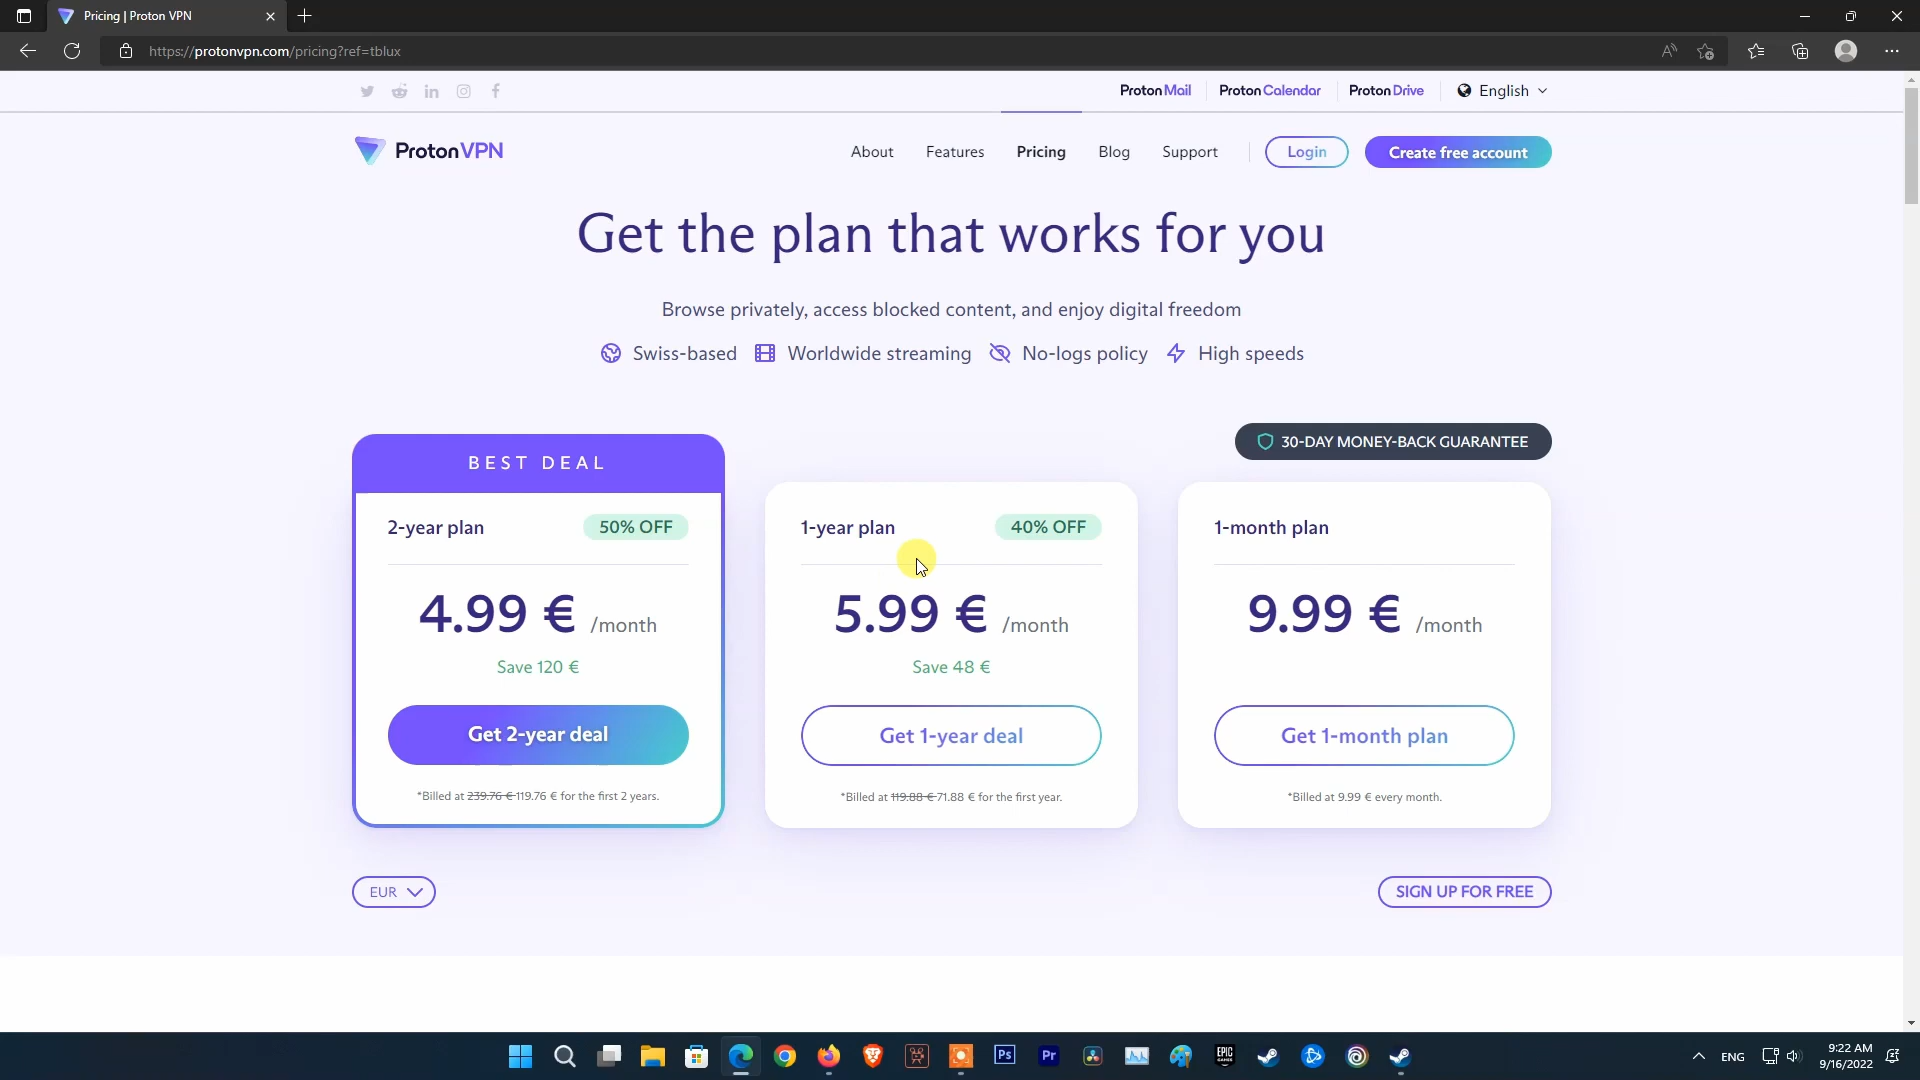 Pricing | Proton VPN
https://protonvpn.com/pricing?ref=tblux
Proton Mail
Proton Calendar
Proton Drive
English
Proton VPN
About
Features
Pricing
Blog
Support
Login
Create free account
Get the plan that works for you
Browse privately, access blocked content, and enjoy digital freedom
Swiss-based
Worldwide streaming
No-logs policy
High speeds
30-DAY MONEY-BACK GUARANTEE
BEST DEAL
2-year plan
50% OFF
4.99 € /month
Save 120 €
Get 2-year deal
*Billed at 239.76 € 119.76 € for the first 2 years.
1-year plan
40% OFF
5.99 € /month
Save 48 €
Get 1-year deal
*Billed at 119.88 € 71.88 € for the first year.
1-month plan
9.99 € /month
Get 1-month plan
*Billed at 9.99 € every month.
EUR
SIGN UP FOR FREE
Ps
Pr
EPIC
GAMES
ENG
9:22 AM
9/16/2022